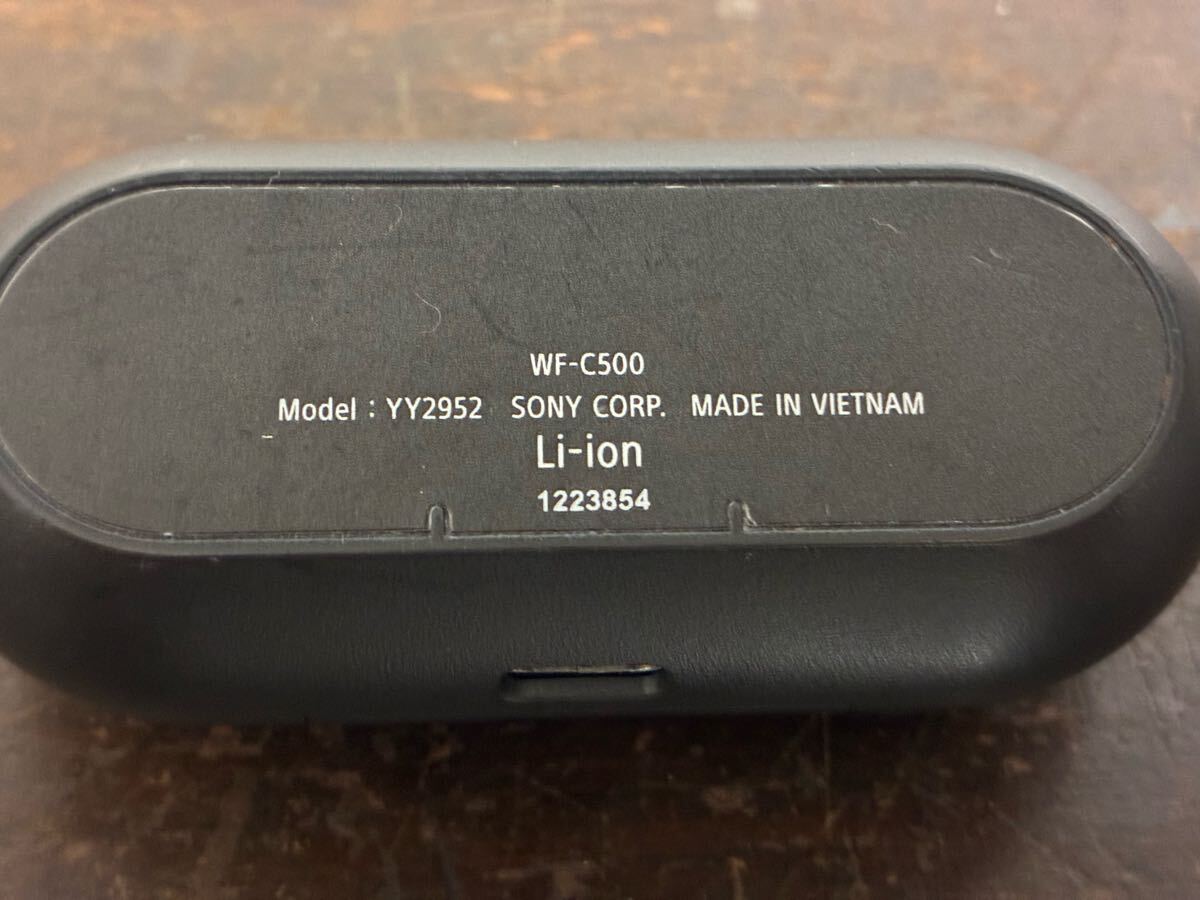 WF-C500
Model : YY2952 SONY CORP. MADE IN VIETNAM
Li-ion
1223854